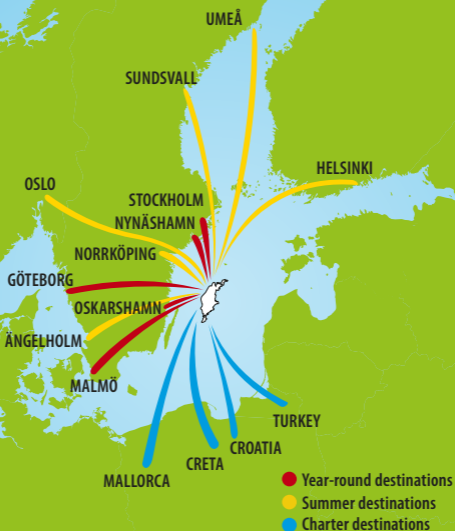 UMEÅ
SUNDSVALL
HELSINKI
OSLO
STOCKHOLM
NYNÄSHAMN
NORRKÖPING
GÖTEBORG
OSKARSHAMN
ÄNGELHOLM
MALMÖ
TURKEY
CROATIA
CRETA
MALLORCA
Year-round destinations
Summer destinations
Charter destinations